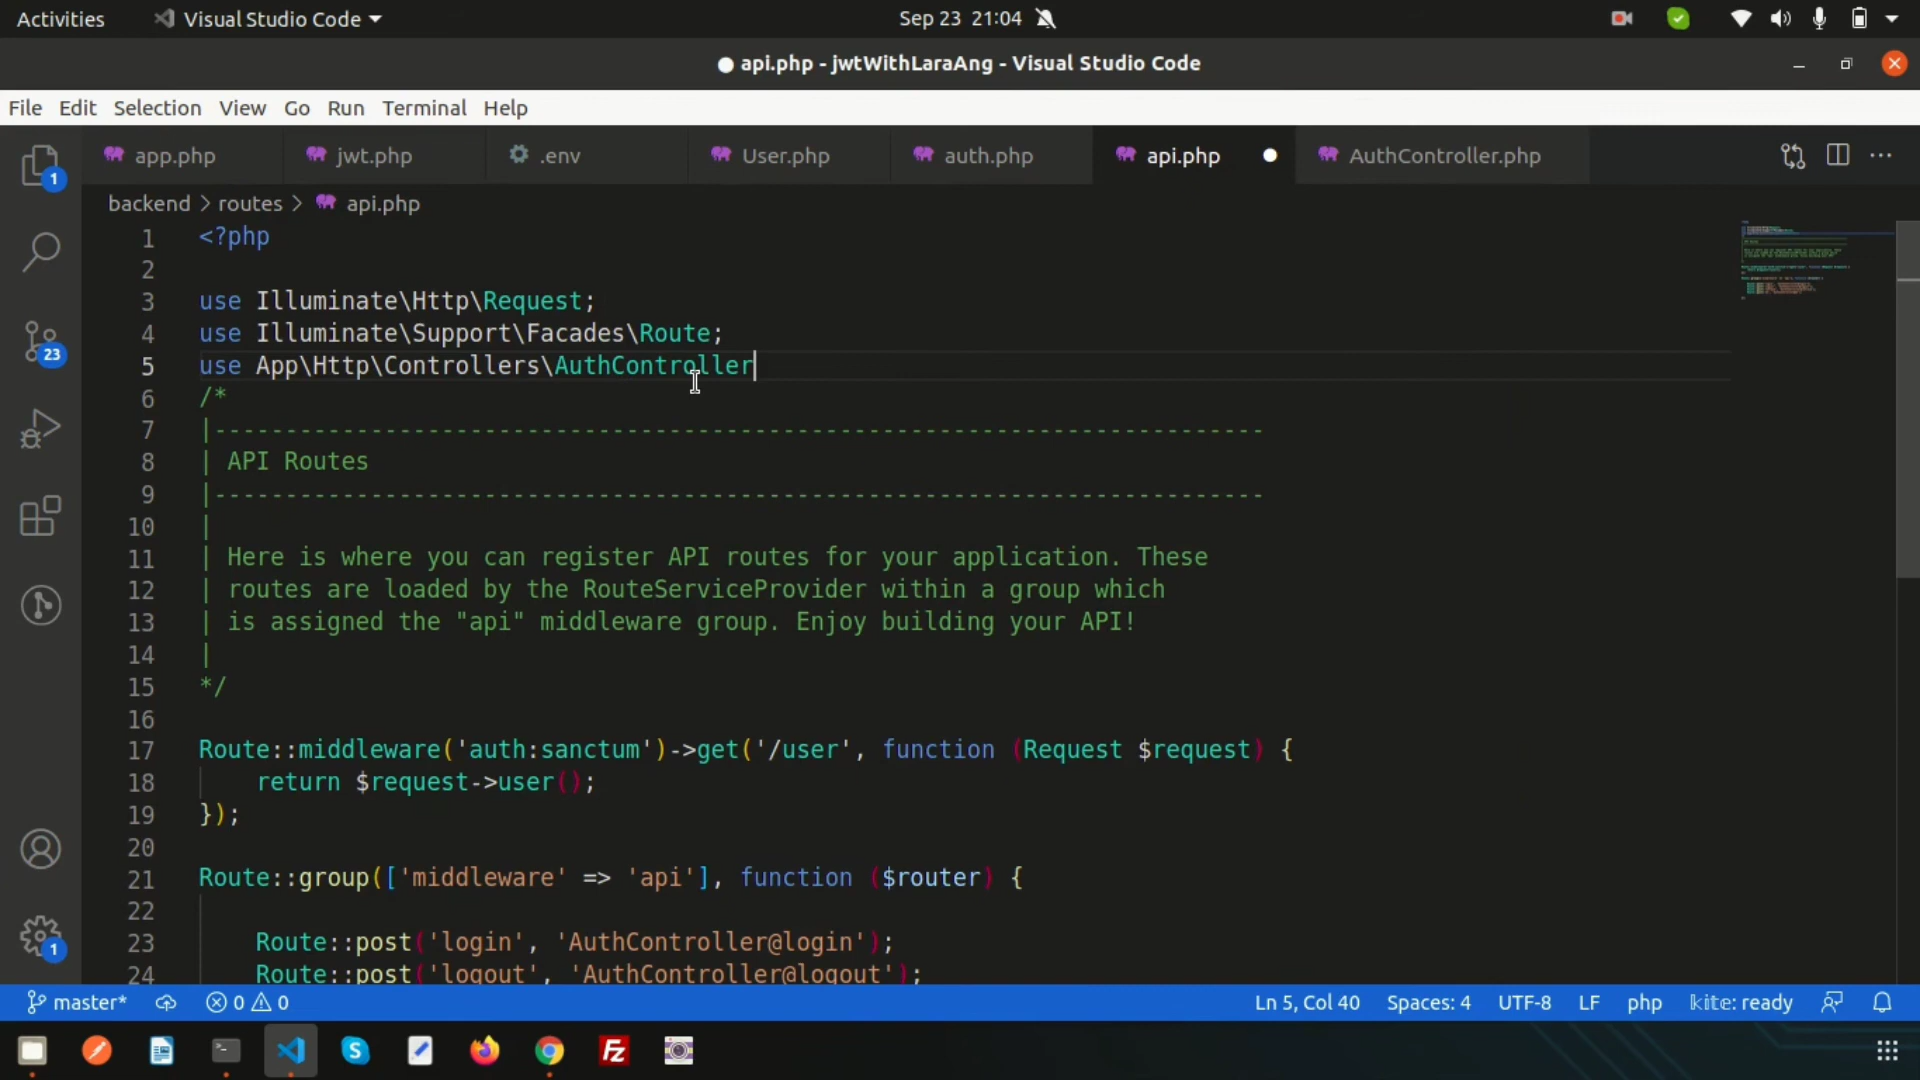 Activities
Visual Studio Code
Sep 23 21:04
api.php - jwtWithLaraAng - Visual Studio Code
File Edit Selection View Go Run Terminal Help
app.php jwt.php .env User.php auth.php api.php AuthController.php
backend > routes > api.php
1 <?php
2
3 use Illuminate\Http\Request;
4 use Illuminate\Support\Facades\Route;
5 use App\Http\Controllers\AuthController
6 /*
7 |--------------------------------------------------------------------------
8 | API Routes
9 |--------------------------------------------------------------------------
10 |
11 | Here is where you can register API routes for your application. These
12 | routes are loaded by the RouteServiceProvider within a group which
13 | is assigned the "api" middleware group. Enjoy building your API!
14 |
15 */
16
17 Route::middleware('auth:sanctum')->get('/user', function (Request $request) {
18 return $request->user();
19 });
20
21 Route::group(['middleware' => 'api'], function ($router) {
22
23 Route::post('login', 'AuthController@login');
24 Route::post('logout', 'AuthController@logout');
1
23
1
master* 0 0 Ln 5, Col 40 Spaces: 4 UTF-8 LF php kite: ready